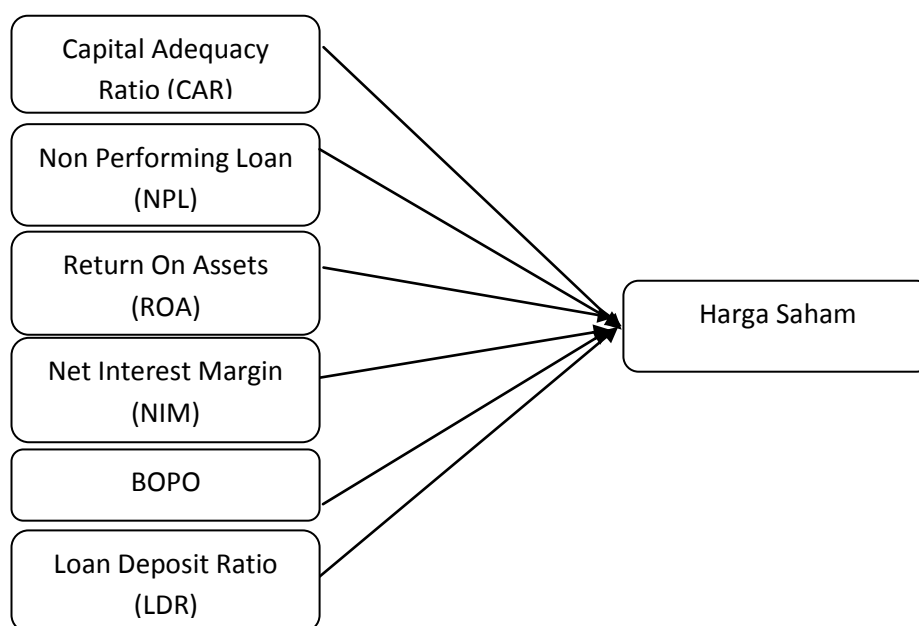 Capital Adequacy
Ratio (CAR)
Non Performing Loan
(NPL)
Return On Assets
(ROA)
Net Interest Margin
(NIM)
BOPO
Loan Deposit Ratio
(LDR)
Harga Saham